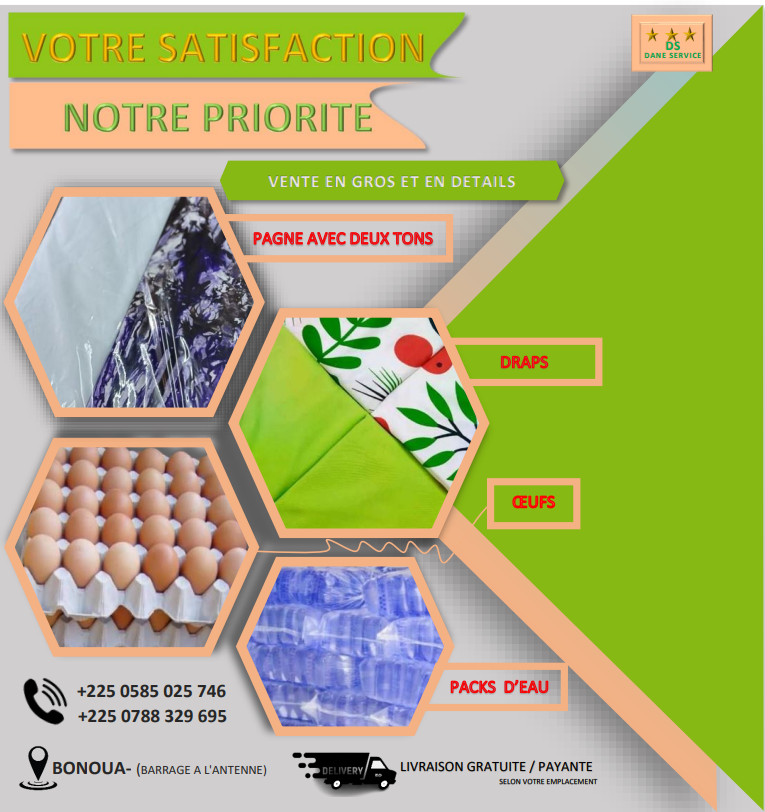 VOTRE SATISFACTION
NOTRE PRIORITE
DS
DANE SERVICE
VENTE EN GROS ET EN DETAILS
PAGNE AVEC DEUX TONS
DRAPS
ŒUFS
PACKS D'EAU
+225 0585 025 746
+225 0788 329 695
BONOUA- (BARRAGE A L'ANTENNE)
DELIVERY
LIVRAISON GRATUITE / PAYANTE
SELON VOTRE EMPLACEMENT